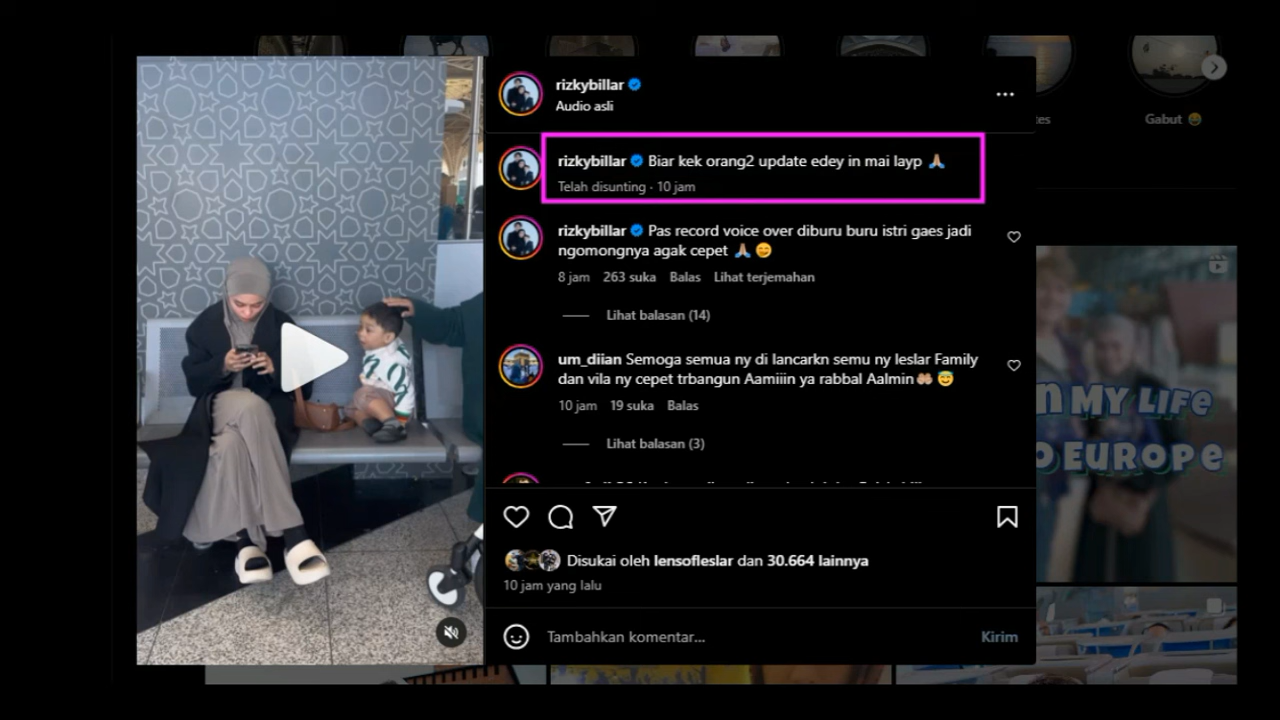 rizkybillar
Audio asli
Gabut 😂
rizkybillar Biar kek orang2 update edey in mai layp 🙏🏽
Telah disunting · 10 jam
rizkybillar Pas record voice over diburu buru istri gaes jadi
ngomongnya agak cepet 🙏🏽 😊
8 jam 263 suka Balas Lihat terjemahan
Lihat balasan (14)
um_diian Semoga semua ny di lancarkn semu ny leslar Family
dan vila ny cepet trbangun Aamiiin ya rabbal Aalmin🤲🏼 😇
10 jam 19 suka Balas
Lihat balasan (3)
Disukai oleh lensofleslar dan 30.664 lainnya
10 jam yang lalu
Tambahkan komentar...
Kirim
MY LIFE
EUROPE